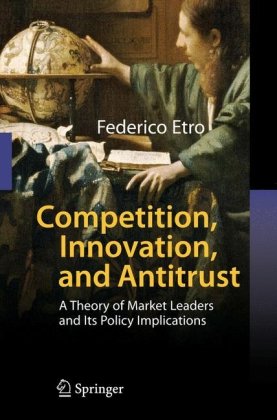 Federico Etro
Competition,
Innovation,
and Antitrust
A Theory of Market Leaders
and Its Policy Implications
Springer